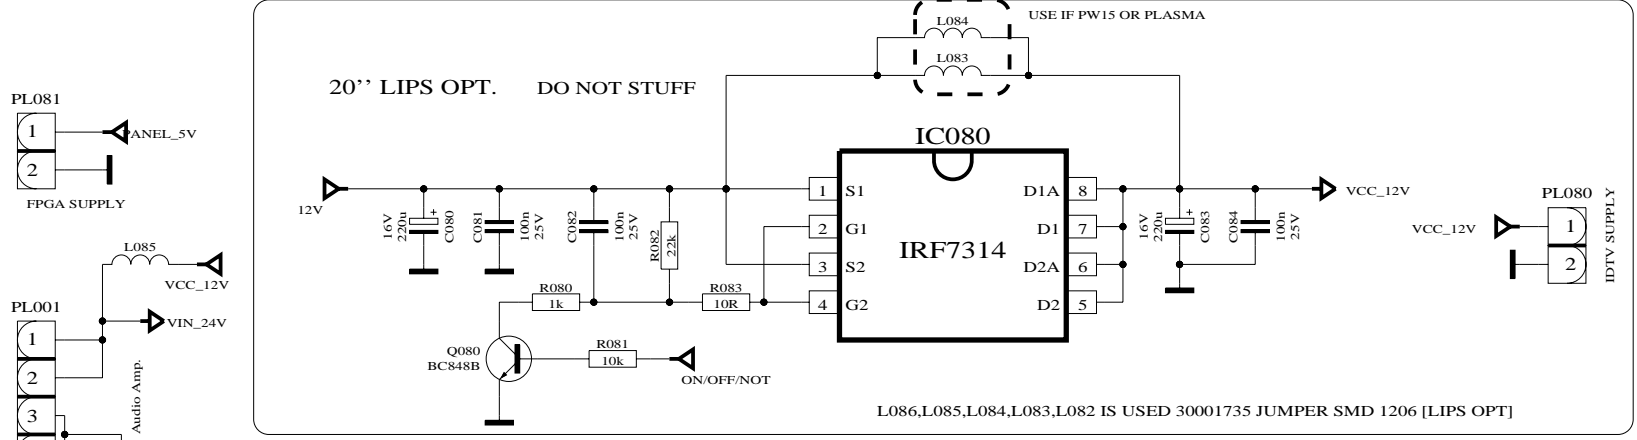 L084
USE IF PW15 OR PLASMA
L083
20’’ LIPS OPT. DO NOT STUFF
PL081
1
PANEL_5V
2
FPGA SUPPLY
IC080
12V
16V
220u
+
C080
C081
100n
25V
C082
100n
25V
R082
22k
1 S1
2 G1
3 S2
4 G2
IRF7314
D1A 8
D1 7
D2A 6
D2 5
16V
220u
+
C083
C084
100n
25V
VCC_12V
PL080
VCC_12V
1
2
IDTV SUPPLY
L085
VCC_12V
PL001
VIN_24V
1
2
3
Audio Amp.
R080
1k
R083
10R
Q080
BC848B
R081
10k
ON/OFF/NOT
L086,L085,L084,L083,L082 IS USED 30001735 JUMPER SMD 1206 [LIPS OPT]